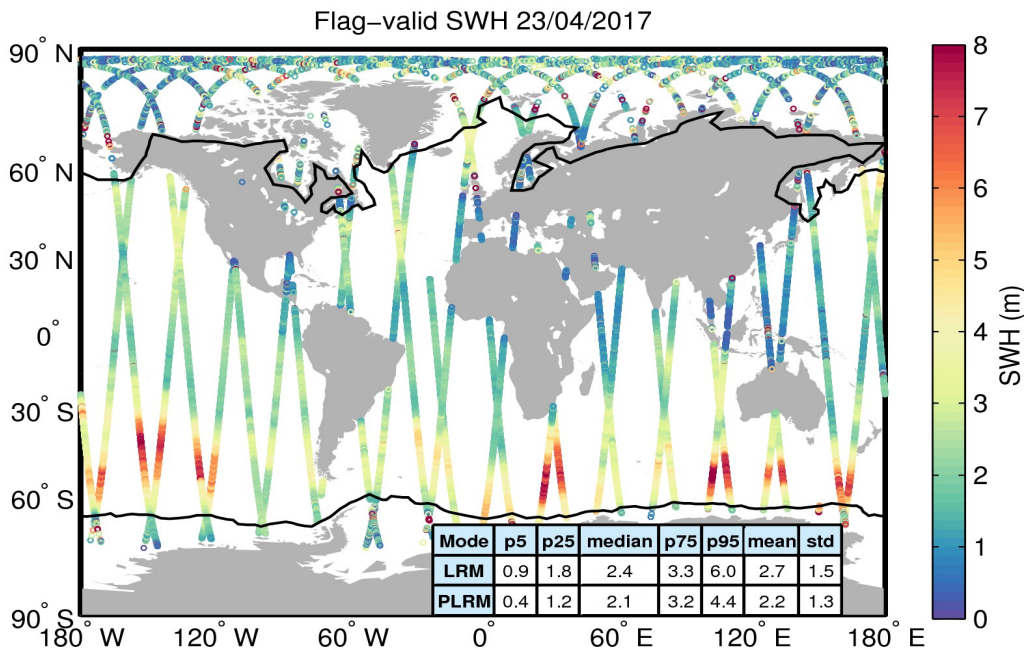 Flag−valid SWH 23/04/2017
90° N
60° N
30° N
0°
30° S
60° S
90° S
180° W
120° W
60° W
0°
60° E
120° E
180° E
Mode p5 p25 median p75 p95 mean std
LRM 0.9 1.8 2.4 3.3 6.0 2.7 1.5
PLRM 0.4 1.2 2.1 3.2 4.4 2.2 1.3
8
7
6
5
4
3
2
1
0
SWH (m)